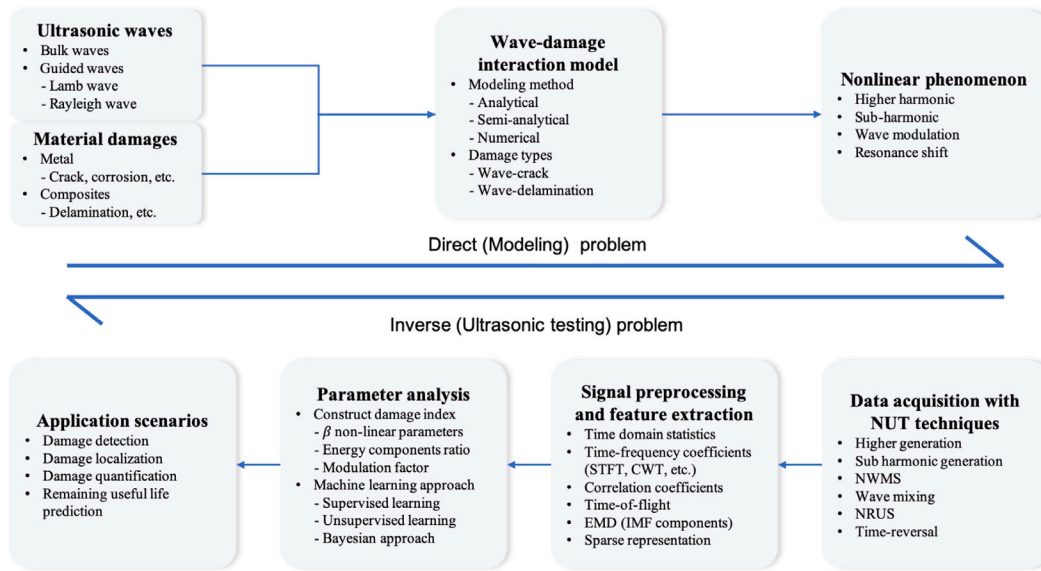 Ultrasonic waves
• Bulk waves
• Guided waves
- Lamb wave
- Rayleigh wave
Material damages
• Metal
- Crack, corrosion, etc.
• Composites
- Delamination, etc.
Wave-damage
interaction model
• Modeling method
- Analytical
- Semi-analytical
- Numerical
• Damage types
- Wave-crack
- Wave-delamination
Nonlinear phenomenon
• Higher harmonic
• Sub-harmonic
• Wave modulation
• Resonance shift
Direct (Modeling) problem
Inverse (Ultrasonic testing) problem
Application scenarios
• Damage detection
• Damage localization
• Damage quantification
• Remaining useful life
prediction
Parameter analysis
• Construct damage index
- β non-linear parameters
- Energy components ratio
- Modulation factor
• Machine learning approach
- Supervised learning
- Unsupervised learning
- Bayesian approach
Signal preprocessing
and feature extraction
• Time domain statistics
• Time-frequency coefficients
(STFT, CWT, etc.)
• Correlation coefficients
• Time-of-flight
• EMD (IMF components)
• Sparse representation
Data acquisition with
NUT techniques
• Higher generation
• Sub harmonic generation
• NWMS
• Wave mixing
• NRUS
• Time-reversal